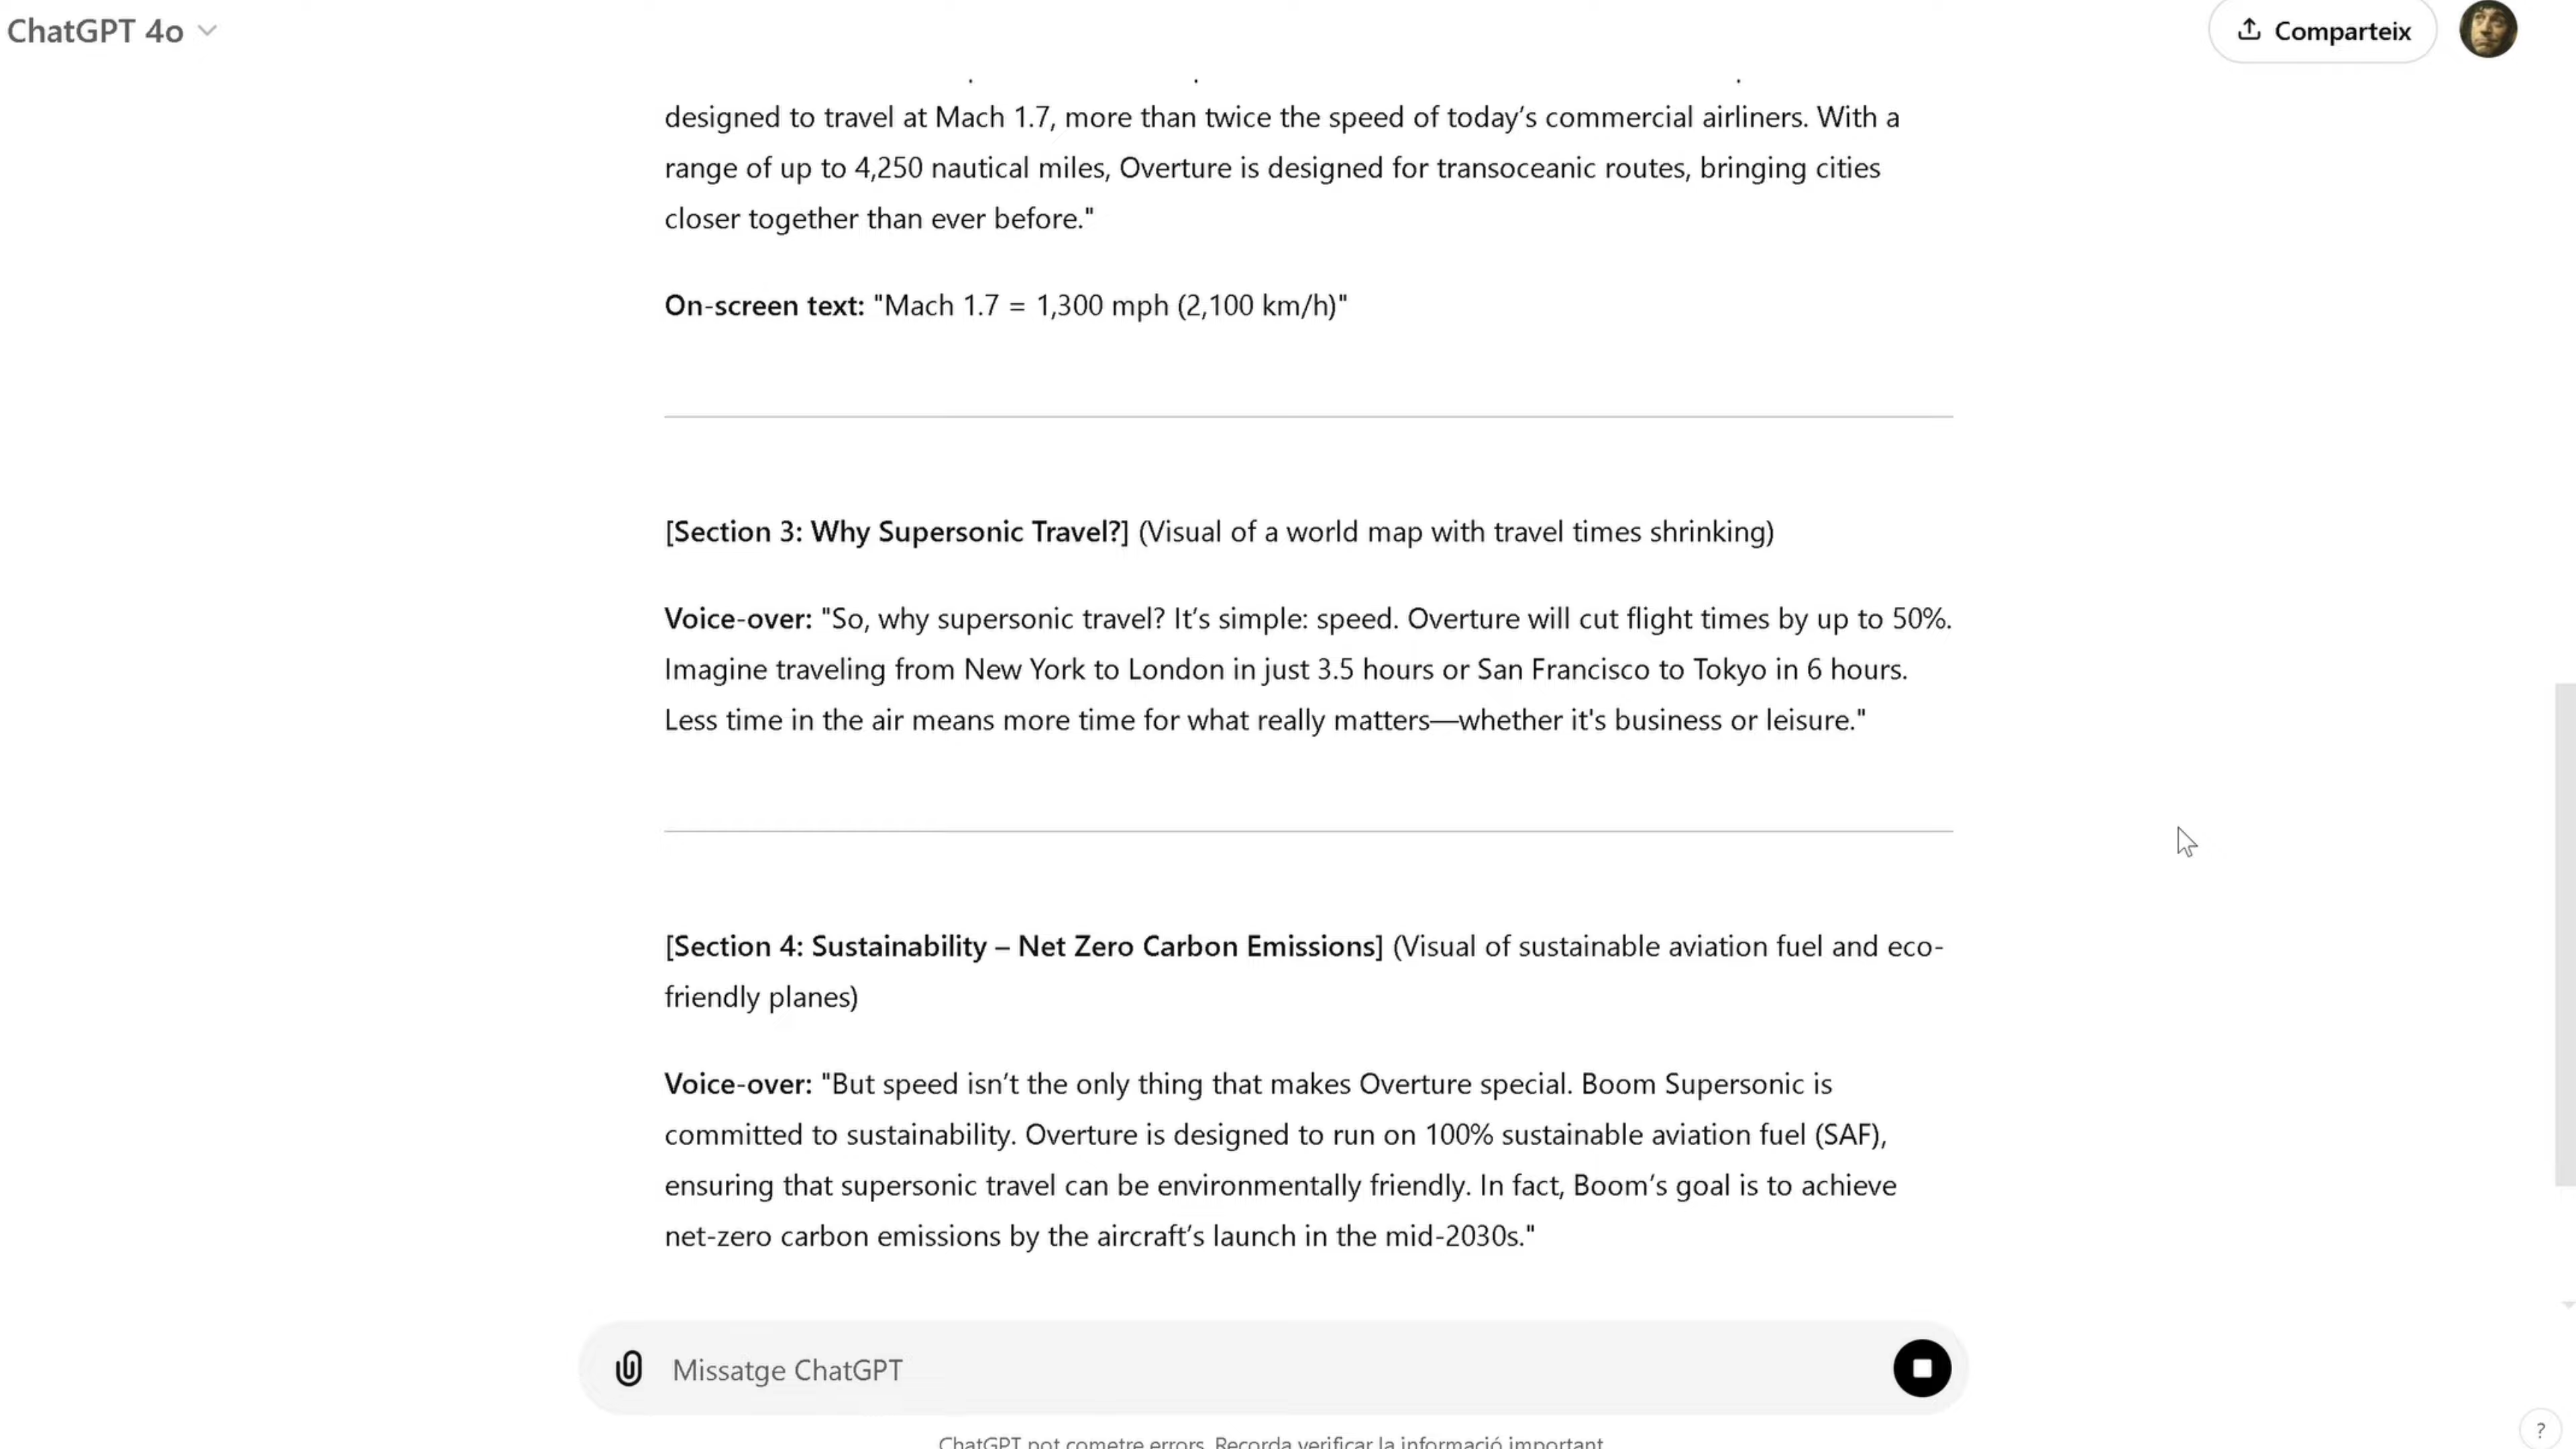 ChatGPT 4o
Comparteix
designed to travel at Mach 1.7, more than twice the speed of today’s commercial airliners. With a
range of up to 4,250 nautical miles, Overture is designed for transoceanic routes, bringing cities
closer together than ever before."
On-screen text: "Mach 1.7 = 1,300 mph (2,100 km/h)"
[Section 3: Why Supersonic Travel?] (Visual of a world map with travel times shrinking)
Voice-over: "So, why supersonic travel? It’s simple: speed. Overture will cut flight times by up to 50%.
Imagine traveling from New York to London in just 3.5 hours or San Francisco to Tokyo in 6 hours.
Less time in the air means more time for what really matters—whether it's business or leisure."
[Section 4: Sustainability – Net Zero Carbon Emissions] (Visual of sustainable aviation fuel and eco-
friendly planes)
Voice-over: "But speed isn’t the only thing that makes Overture special. Boom Supersonic is
committed to sustainability. Overture is designed to run on 100% sustainable aviation fuel (SAF),
ensuring that supersonic travel can be environmentally friendly. In fact, Boom’s goal is to achieve
net-zero carbon emissions by the aircraft’s launch in the mid-2030s."
Missatge ChatGPT
ChatGPT pot cometre errors. Recorda verificar la informació important.
?